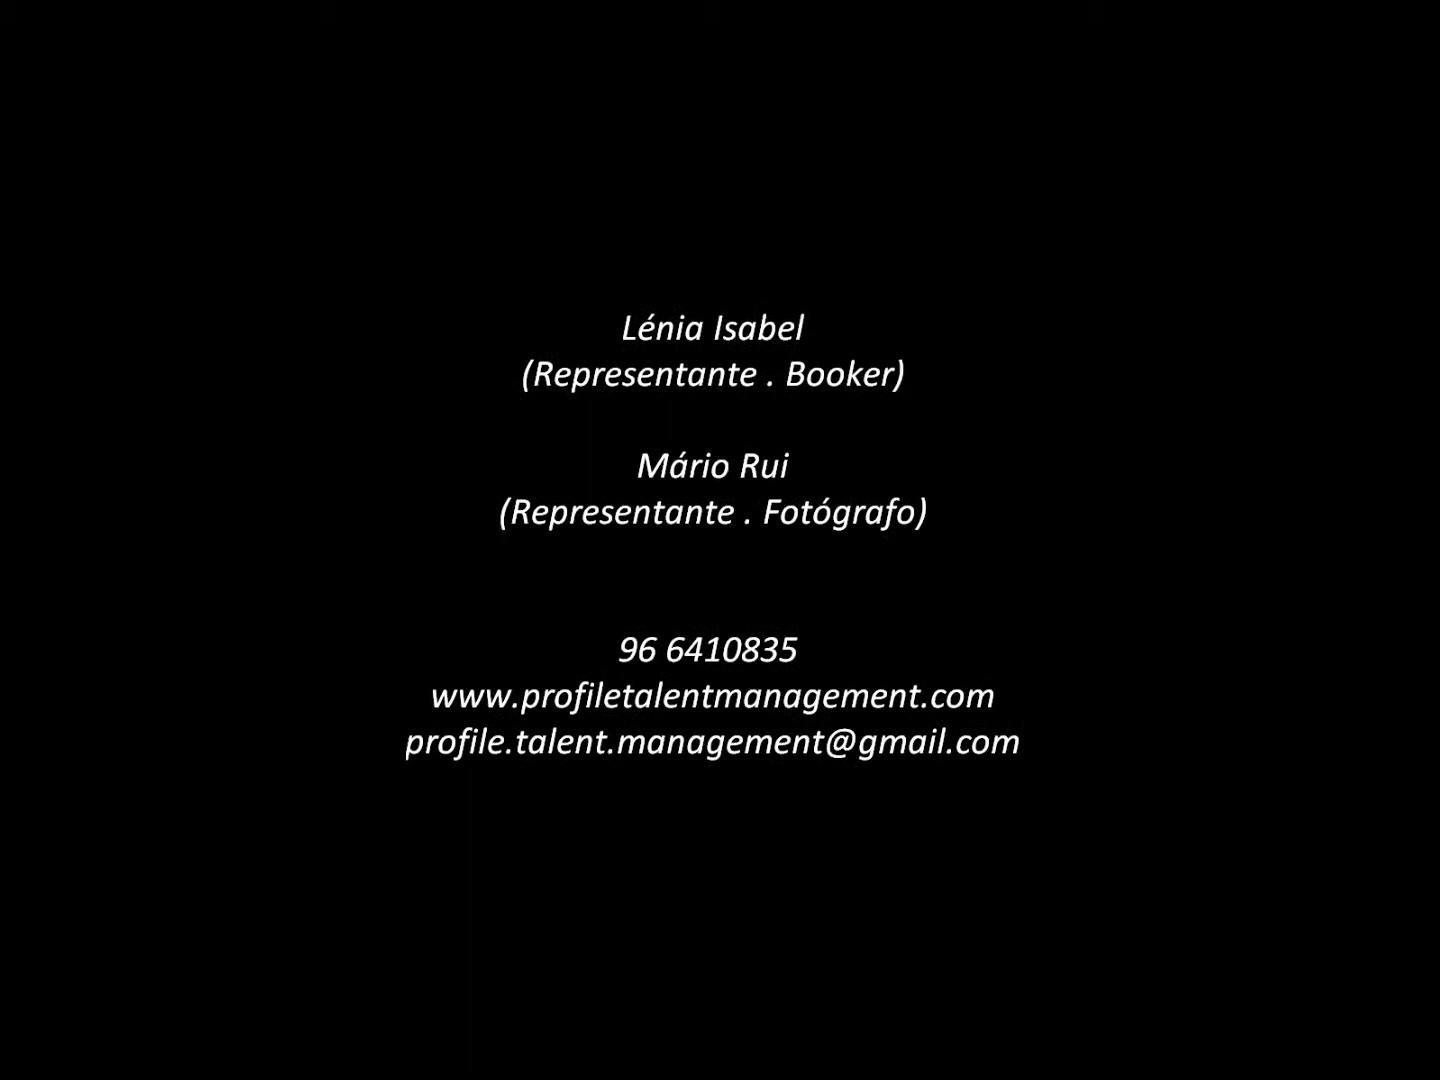 Lénia Isabel
(Representante . Booker)
Mário Rui
(Representante . Fotógrafo)
96 6410835
www.profiletalentmanagement.com
profile.talent.management@gmail.com